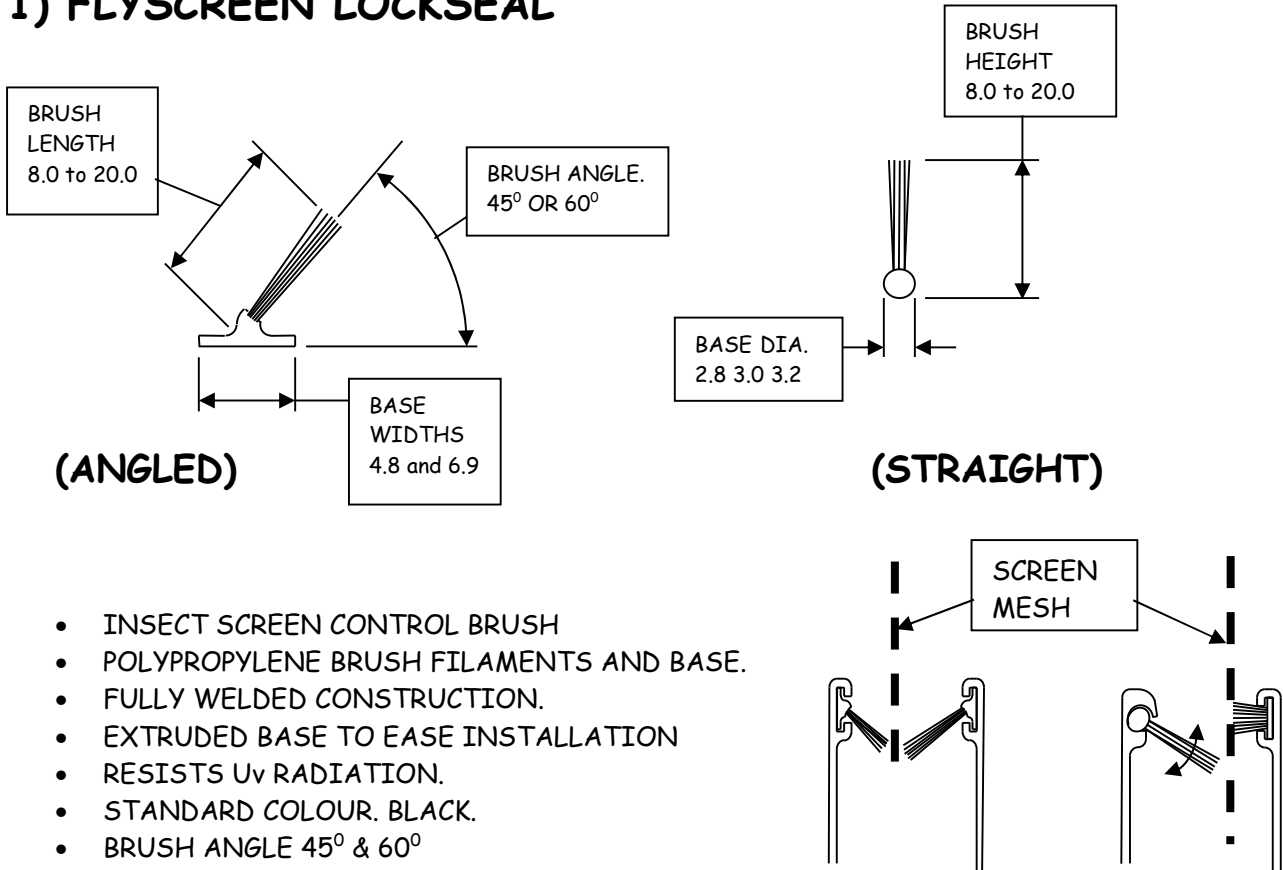 1) FLYSCREEN LOCKSEAL
BRUSH
LENGTH
8.0 to 20.0
BRUSH ANGLE.
45⁰ OR 60⁰
BASE
WIDTHS
4.8 and 6.9
(ANGLED)
BRUSH
HEIGHT
8.0 to 20.0
BASE DIA.
2.8 3.0 3.2
(STRAIGHT)
• INSECT SCREEN CONTROL BRUSH
• POLYPROPYLENE BRUSH FILAMENTS AND BASE.
• FULLY WELDED CONSTRUCTION.
• EXTRUDED BASE TO EASE INSTALLATION
• RESISTS Uv RADIATION.
• STANDARD COLOUR. BLACK.
• BRUSH ANGLE 45⁰ & 60⁰
SCREEN
MESH